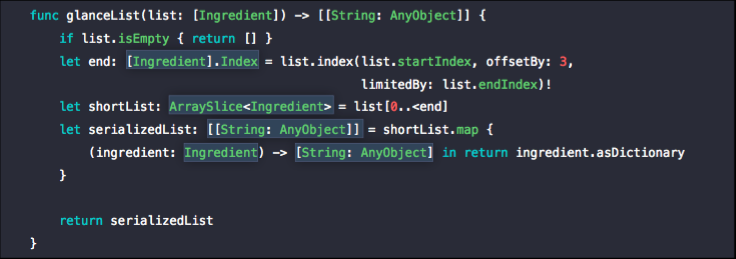 func glanceList(list: [Ingredient]) -> [[String: AnyObject]] {
    if list.isEmpty { return [] }
    let end: [Ingredient].Index = list.index(list.startIndex, offsetBy: 3,
                                             limitedBy: list.endIndex)!
    let shortList: ArraySlice<Ingredient> = list[0..<end]
    let serializedList: [[String: AnyObject]] = shortList.map {
        (ingredient: Ingredient) -> [String: AnyObject] in return ingredient.asDictionary
    }

    return serializedList
}